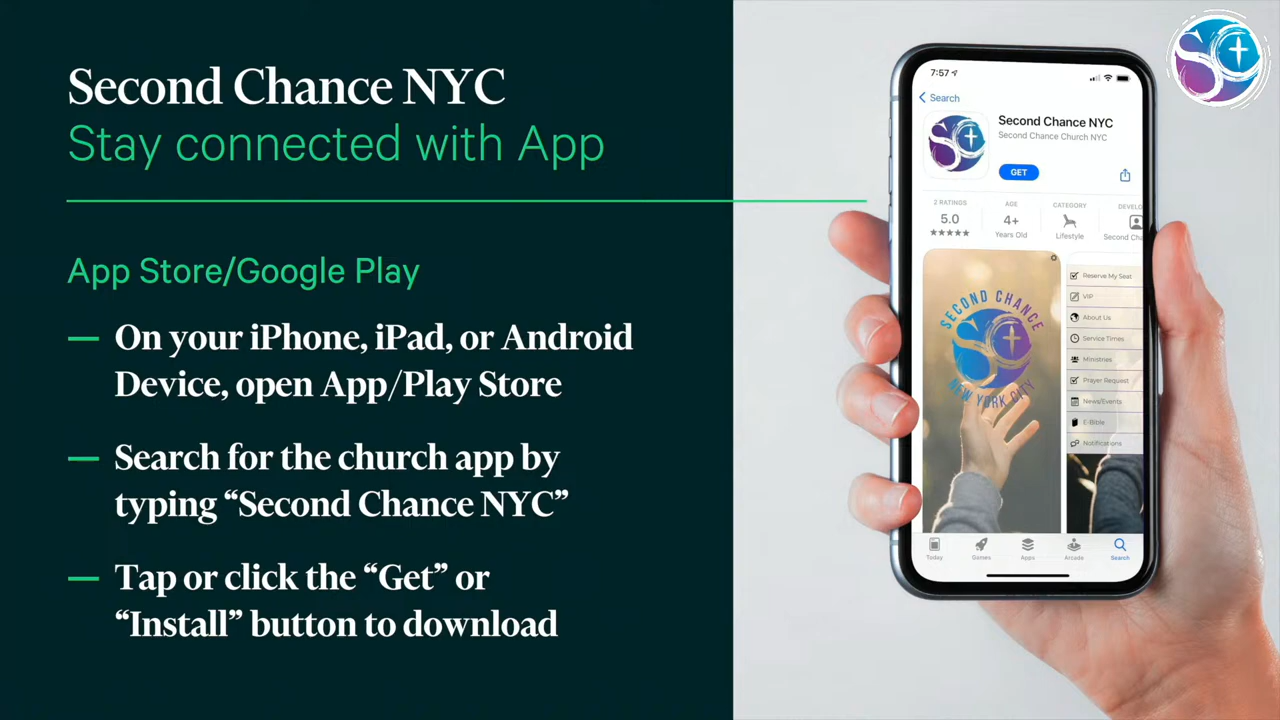 Second Chance NYC
Stay connected with App
App Store/Google Play
On your iPhone, iPad, or Android
Device, open App/Play Store
Search for the church app by
typing “Second Chance NYC”
Tap or click the “Get” or
“Install” button to download
7:57
Search
Second Chance NYC
Second Chance Church NYC
GET
2 RATINGS
5.0
AGE
4+
Years Old
CATEGORY
Lifestyle
DEVELO
Second Cha
SECOND CHANCE
NEW YORK CITY
Reserve My Seat
VIP
About Us
Service Times
Ministries
Prayer Request
News/Events
E-Bible
Notifications
Today
Games
Apps
Arcade
Search
SC